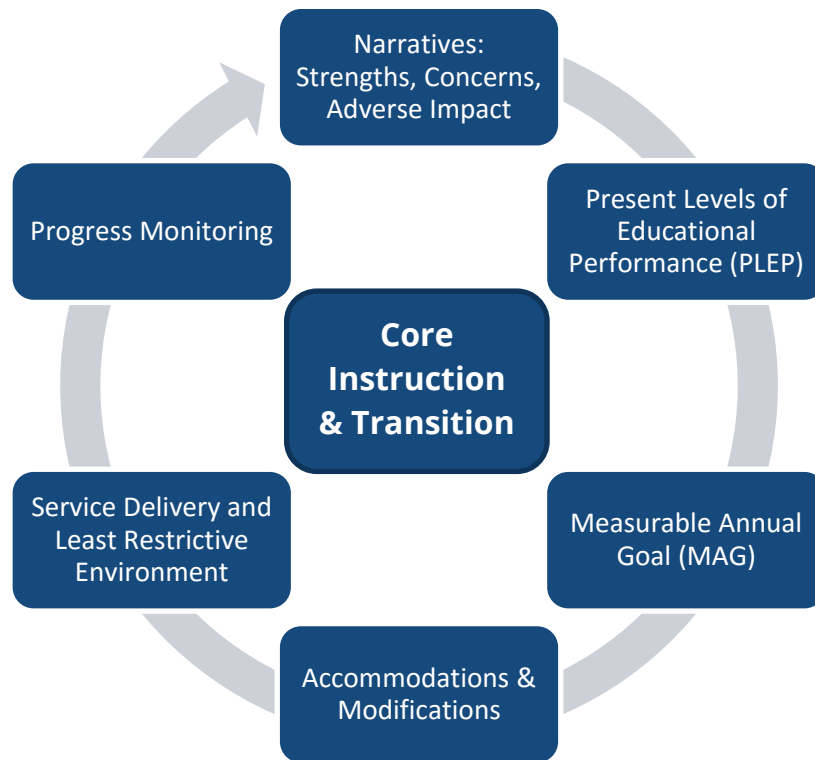 Narratives:
Strengths, Concerns,
Adverse Impact
Present Levels of
Educational
Performance (PLEP)
Measurable Annual
Goal (MAG)
Accommodations &
Modifications
Service Delivery and
Least Restrictive
Environment
Progress Monitoring
Core
Instruction
& Transition